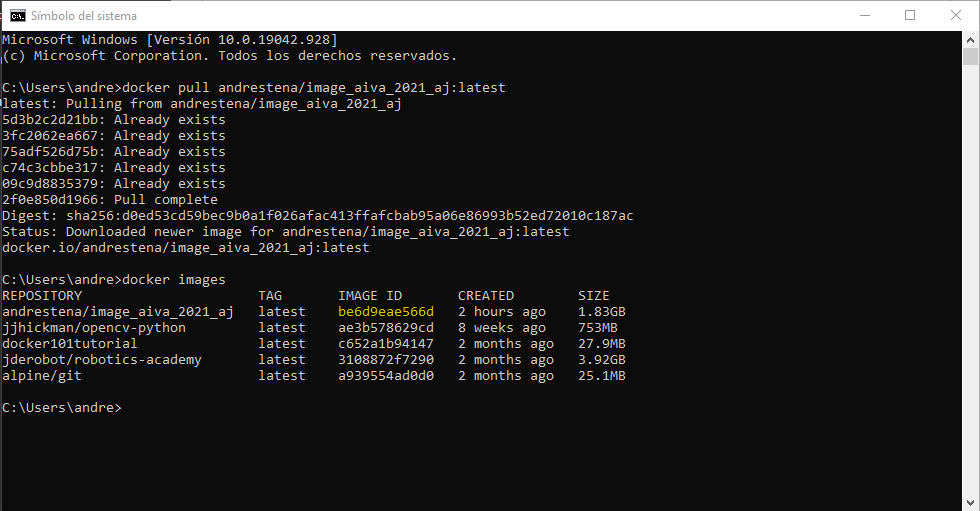 Símbolo del sistema
Microsoft Windows [Versión 10.0.19042.928]
(c) Microsoft Corporation. Todos los derechos reservados.
C:\Users\andre>docker pull andrestena/image_aiva_2021_aj:latest
latest: Pulling from andrestena/image_aiva_2021_aj
5d3b2c2d21bb: Already exists
3fc2062ea667: Already exists
75adf526d75b: Already exists
c74c3cbbe317: Already exists
09c9d8835379: Already exists
2f0e850d1966: Pull complete
Digest: sha256:d0ed53cd59bec9b0a1f026afac413ffafcbab95a06e86993b52ed72010c187ac
Status: Downloaded newer image for andrestena/image_aiva_2021_aj:latest
docker.io/andrestena/image_aiva_2021_aj:latest
C:\Users\andre>docker images
REPOSITORY TAG IMAGE ID CREATED SIZE
andrestena/image_aiva_2021_aj latest be6d9eae566d 2 hours ago 1.83GB
jjhickman/opencv-python latest ae3b578629cd 8 weeks ago 753MB
docker101tutorial latest c652a1b94147 2 months ago 27.9MB
jderobot/robotics-academy latest 3108872f7290 2 months ago 3.92GB
alpine/git latest a939554ad0d0 2 months ago 25.1MB
C:\Users\andre>